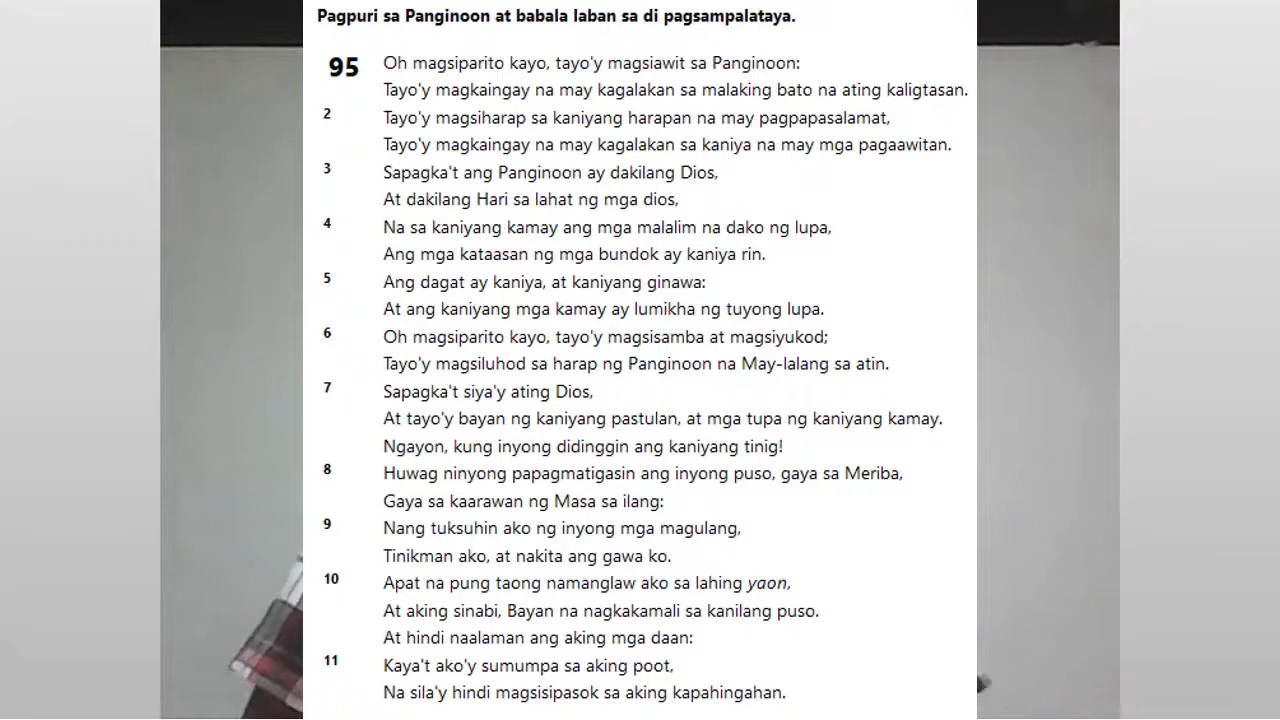 Pagpuri sa Panginoon at babala laban sa di pagsampalataya.
95 Oh magsiparito kayo, tayo'y magsiawit sa Panginoon:
Tayo'y magkaingay na may kagalakan sa malaking bato na ating kaligtasan.
2 Tayo'y magsiharap sa kaniyang harapan na may pagpapasalamat,
Tayo'y magkaingay na may kagalakan sa kaniya na may mga pagaawitan.
3 Sapagka't ang Panginoon ay dakilang Dios,
At dakilang Hari sa lahat ng mga dios,
4 Na sa kaniyang kamay ang mga malalim na dako ng lupa,
Ang mga kataasan ng mga bundok ay kaniya rin.
5 Ang dagat ay kaniya, at kaniyang ginawa:
At ang kaniyang mga kamay ay lumikha ng tuyong lupa.
6 Oh magsiparito kayo, tayo'y magsisamba at magsiyukod;
Tayo'y magsiluhod sa harap ng Panginoon na May-lalang sa atin.
7 Sapagka't siya'y ating Dios,
At tayo'y bayan ng kaniyang pastulan, at mga tupa ng kaniyang kamay.
Ngayon, kung inyong didinggin ang kaniyang tinig!
8 Huwag ninyong papagmatigasin ang inyong puso, gaya sa Meriba,
Gaya sa kaarawan ng Masa sa ilang:
9 Nang tuksuhin ako ng inyong mga magulang,
Tinikman ako, at nakita ang gawa ko.
10 Apat na pung taong namanglaw ako sa lahing yaon,
At aking sinabi, Bayan na nagkakamali sa kanilang puso.
At hindi naalaman ang aking mga daan:
11 Kaya't ako'y sumumpa sa aking poot,
Na sila'y hindi magsisipasok sa aking kapahingahan.